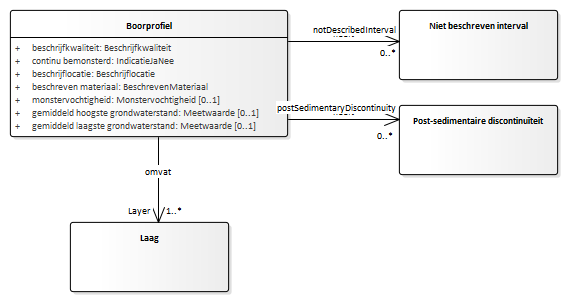 Boorprofiel
+ beschrijfkwaliteit: Beschrijfkwaliteit
+ continu bemonsterd: IndicatieJaNee
+ beschrijflocatie: Beschrijflocatie
+ beschreven materiaal: BeschrevenMateriaal
+ monstervochtigheid: Monstervochtigheid [0..1]
+ gemiddeld hoogste grondwaterstand: Meetwaarde [0..1]
+ gemiddeld laagste grondwaterstand: Meetwaarde [0..1]
notDescribedInterval
0..*
Niet beschreven interval
postSedimentaryDiscontinuity
0..*
Post-sedimentaire discontinuïteit
omvat
Layer 1..*
Laag